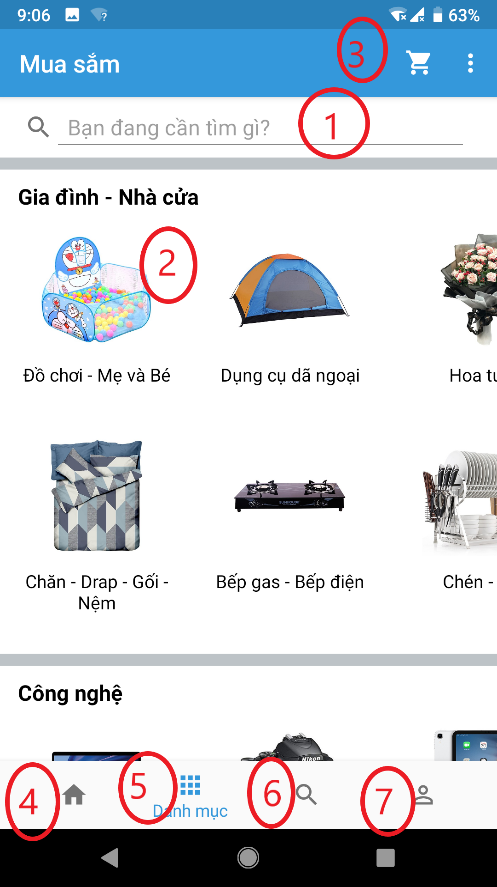 9:06
63%
Mua sắm
3
Bạn đang cần tìm gì?
1
Gia đình - Nhà cửa
2
Đồ chơi - Mẹ và Bé
Dụng cụ dã ngoại
Hoa tư
Chăn - Drap - Gối -
Nệm
Bếp gas - Bếp điện
Chén -
Công nghệ
Nikon
4
5
Danh mục
6
7